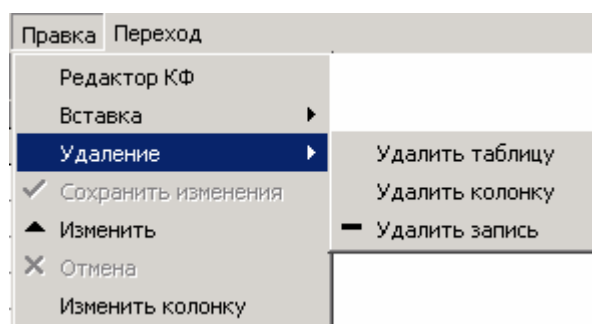 Правка Переход
Редактор КФ
Вставка
Удаление
Сохранить изменения
Изменить
Отмена
Изменить колонку
Удалить таблицу
Удалить колонку
Удалить запись